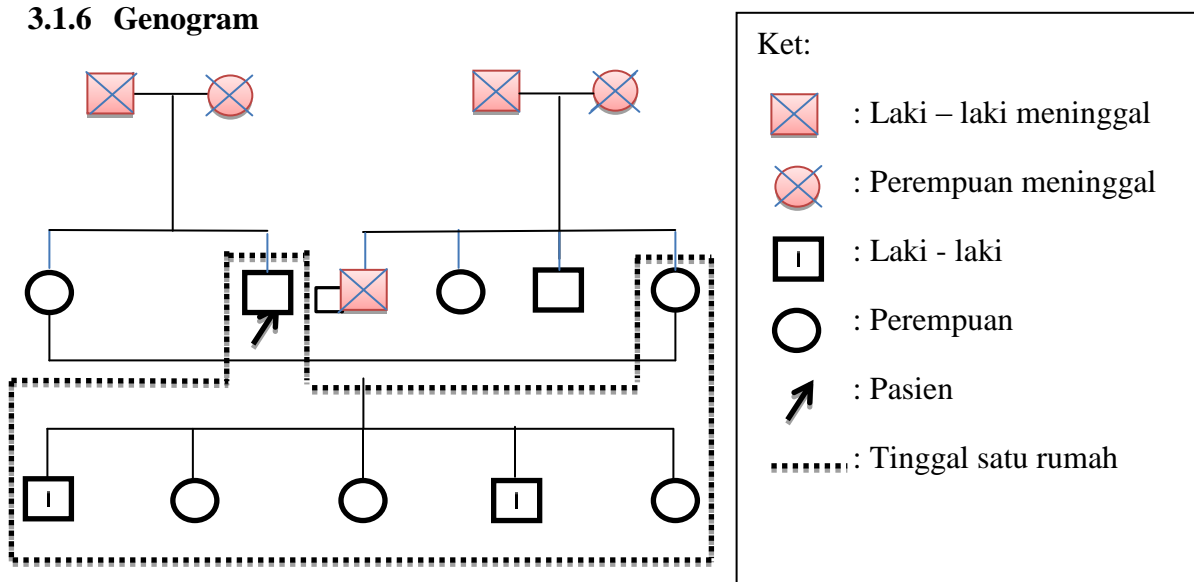 3.1.6 Genogram
Ket:
: Laki – laki meninggal
: Perempuan meninggal
I
: Laki - laki
: Perempuan
: Pasien
: Tinggal satu rumah
I
I